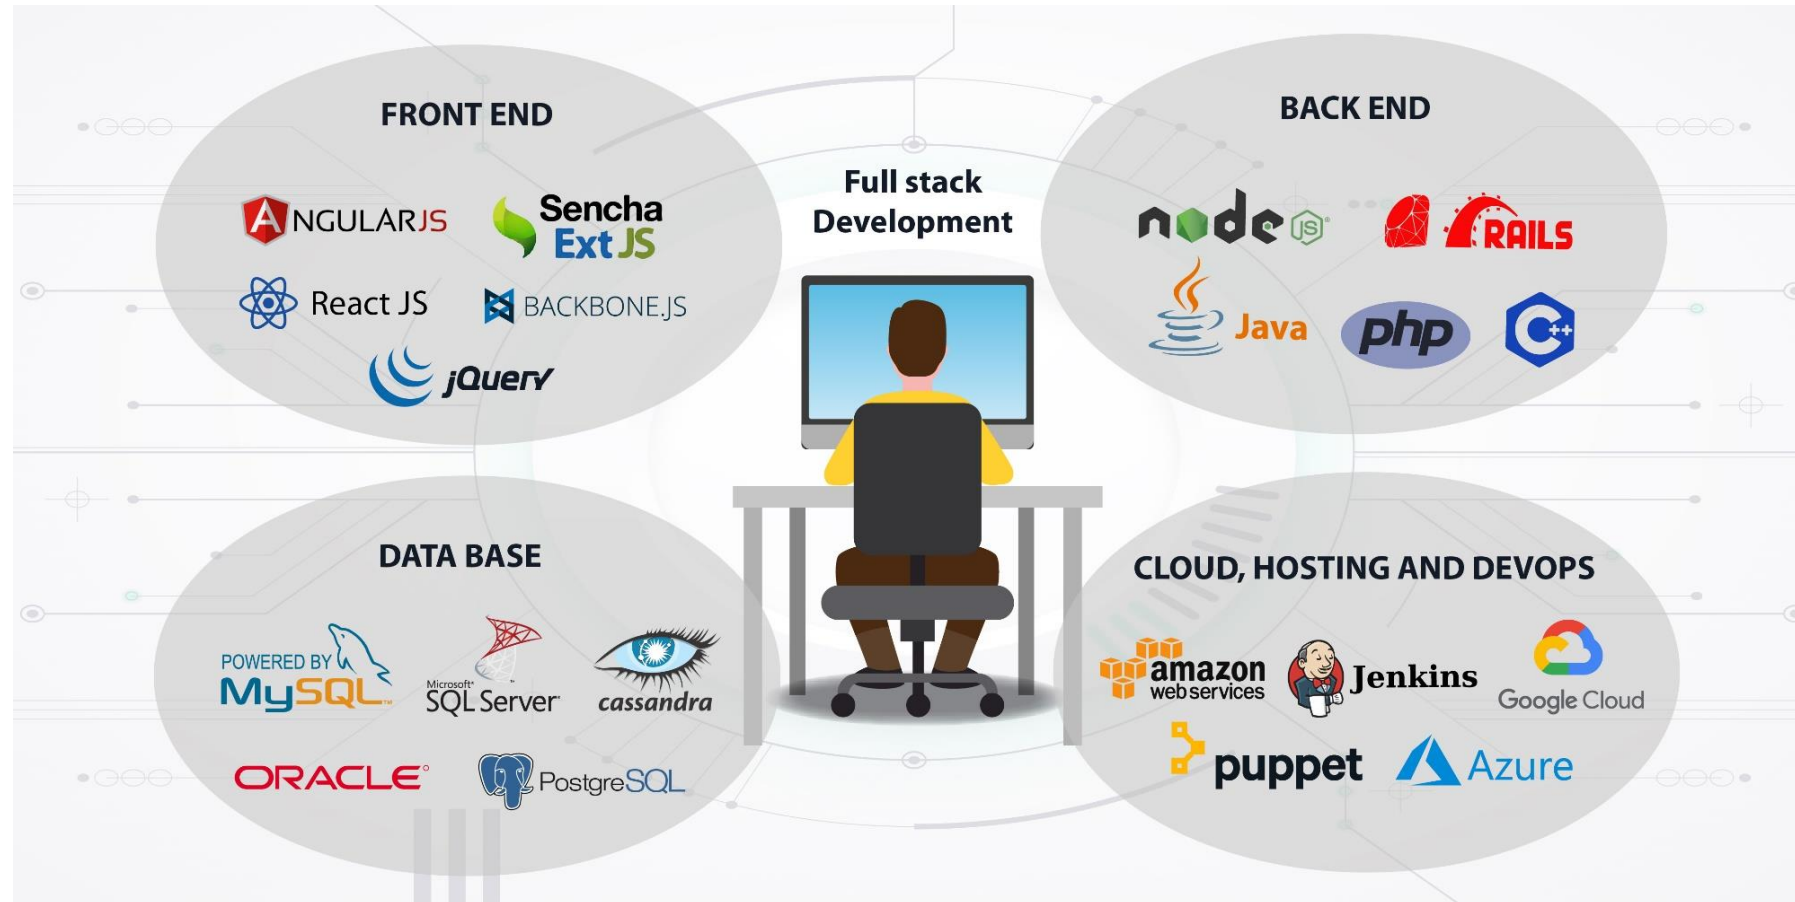 FRONT END
ANGULARJS
Sencha
Ext JS
React JS
BACKBONE.JS
jQuery
Full stack
Development
BACK END
node
JS
RAILS
Java
php
C++
DATA BASE
POWERED BY
MySQL™
Microsoft®
SQL Server®
cassandra
ORACLE®
PostgreSQL
CLOUD, HOSTING AND DEVOPS
amazon
web services
Jenkins
Google Cloud
puppet
Azure